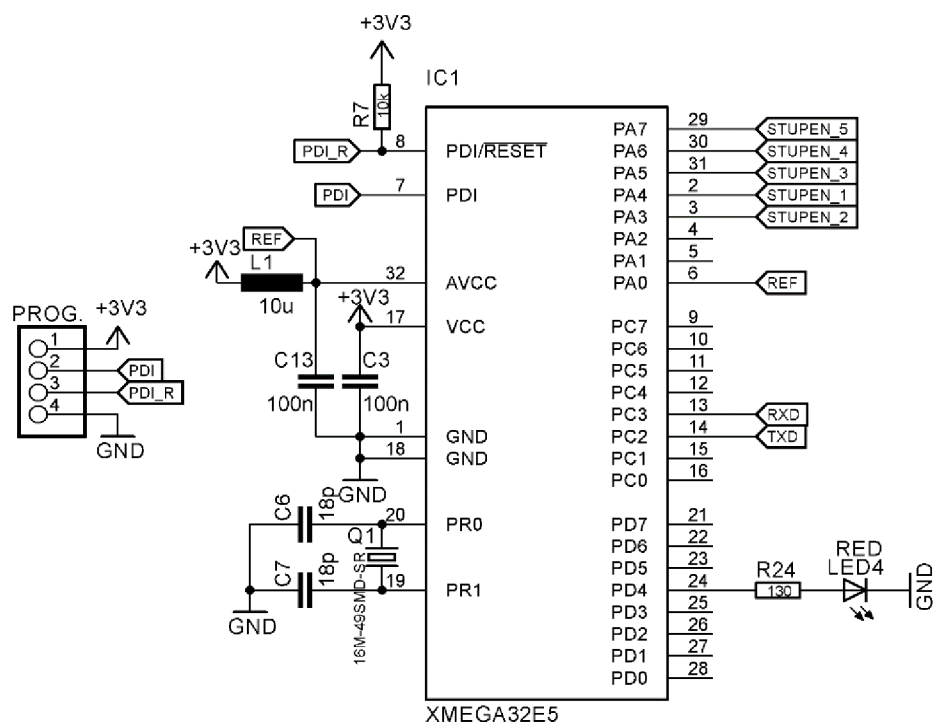 +3V3
R7
10k
IC1
PDI_R
8
PDI/RESET
PDI
7
PDI
+3V3
REF
L1
10u
32
AVCC
+3V3
17
VCC
C13
100n
C3
100n
1
GND
18
GND
GND
PROG.
1
2
3
4
+3V3
PDI
PDI_R
GND
C6
18p
20
PR0
Q1
16M-49SMD-SR
C7
18p
19
PR1
GND
PA7 29 STUPEN_5
PA6 30 STUPEN_4
PA5 31 STUPEN_3
PA4 2 STUPEN_1
PA3 3 STUPEN_2
PA2 4
PA1 5
PA0 6 REF
PC7 9
PC6 10
PC5 11
PC4 12
PC3 13 RXD
PC2 14 TXD
PC1 15
PC0 16
PD7 21
PD6 22
PD5 23
PD4 24
PD3 25
PD2 26
PD1 27
PD0 28
R24
130
RED
LED4
GND
XMEGA32E5